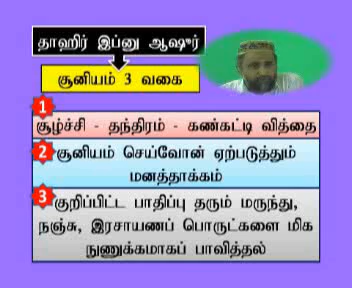 தாஹிர் இப்னு ஆஷுர்
சூனியம் 3 வகை
1
சூழ்ச்சி - தந்திரம் - கண்கட்டி வித்தை
2 சூனியம் செய்வோன் ஏற்படுத்தும்
மனத்தாக்கம்
3 குறிப்பிட்ட பாதிப்பு தரும் மருந்து,
நஞ்சு, இரசாயணப் பொருட்களை மிக
நுணுக்கமாகப் பாவித்தல்